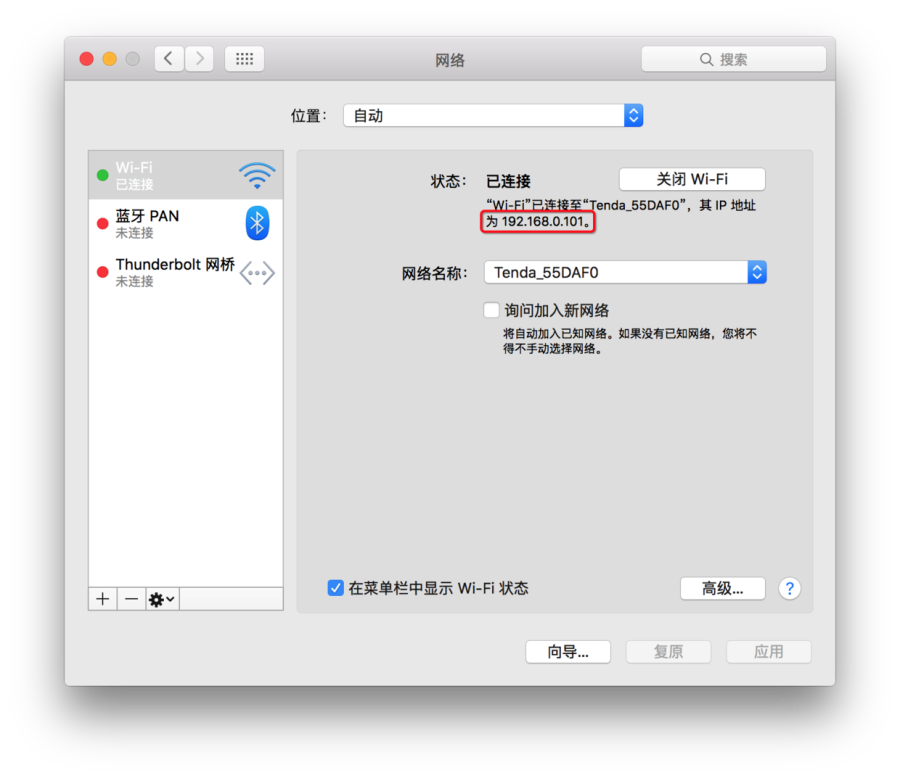 网络
搜索
位置：
自动
Wi-Fi
已连接
蓝牙 PAN
未连接
Thunderbolt 网桥
未连接
状态：
已连接
关闭 Wi-Fi
“Wi-Fi”已连接至“Tenda_55DAF0”，其 IP 地址
为 192.168.0.101。
网络名称：
Tenda_55DAF0
询问加入新网络
将自动加入已知网络。如果没有已知网络，您将不
得不手动选择网络。
在菜单栏中显示 Wi-Fi 状态
高级...
?
向导...
复原
应用